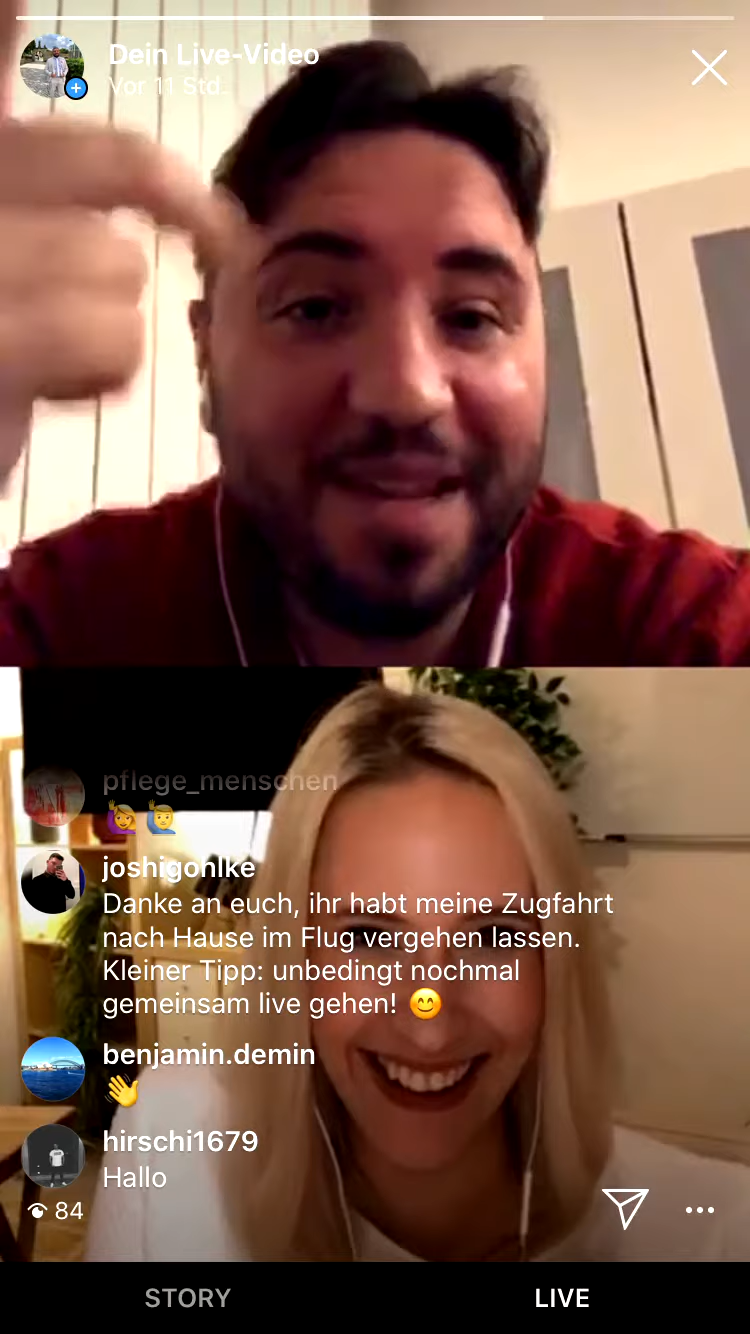 Dein Live-Video
Vor 11 Std.
pflege_menschen
🙋‍♀️🙋‍♂️
joshigohlke
Danke an euch, ihr habt meine Zugfahrt
nach Hause im Flug vergehen lassen.
Kleiner Tipp: unbedingt nochmal
gemeinsam live gehen! 😊
benjamin.demin
👋
hirschi1679
Hallo
84
STORY
LIVE